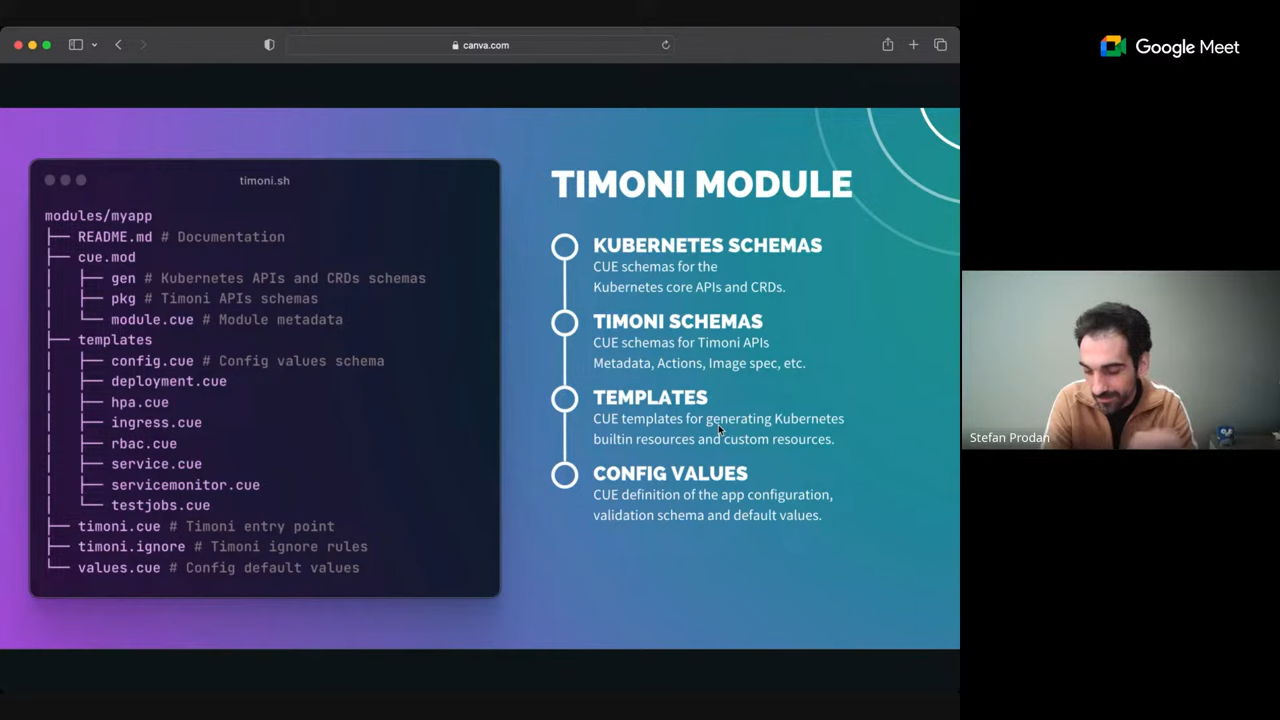 canva.com
Google Meet
timoni.sh
modules/myapp
├── README.md # Documentation
├── cue.mod
│   ├── gen # Kubernetes APIs and CRDs schemas
│   ├── pkg # Timoni APIs schemas
│   └── module.cue # Module metadata
├── templates
│   ├── config.cue # Config values schema
│   ├── deployment.cue
│   ├── hpa.cue
│   ├── ingress.cue
│   ├── rbac.cue
│   ├── service.cue
│   ├── servicemonitor.cue
│   └── testjobs.cue
├── timoni.cue # Timoni entry point
├── timoni.ignore # Timoni ignore rules
└── values.cue # Config default values
TIMONI MODULE
KUBERNETES SCHEMAS
CUE schemas for the
Kubernetes core APIs and CRDs.
TIMONI SCHEMAS
CUE schemas for Timoni APIs
Metadata, Actions, Image spec, etc.
TEMPLATES
CUE templates for generating Kubernetes
builtin resources and custom resources.
CONFIG VALUES
CUE definition of the app configuration,
validation schema and default values.
Stefan Prodan